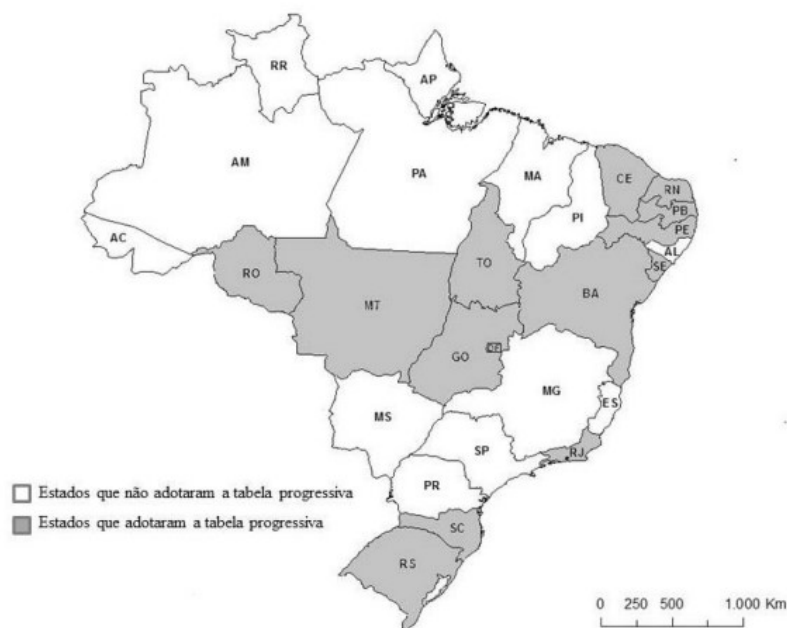 RR
AP
AM
PA
MA
CE
RN
PB
PI
PE
AC
AL
TO
SE
RO
BA
MT
GO
DF
MG
MS
ES
SP
RJ
PR
Estados que não adotaram a tabela progressiva
Estados que adotaram a tabela progressiva
SC
RS
0 250 500 1.000 Km